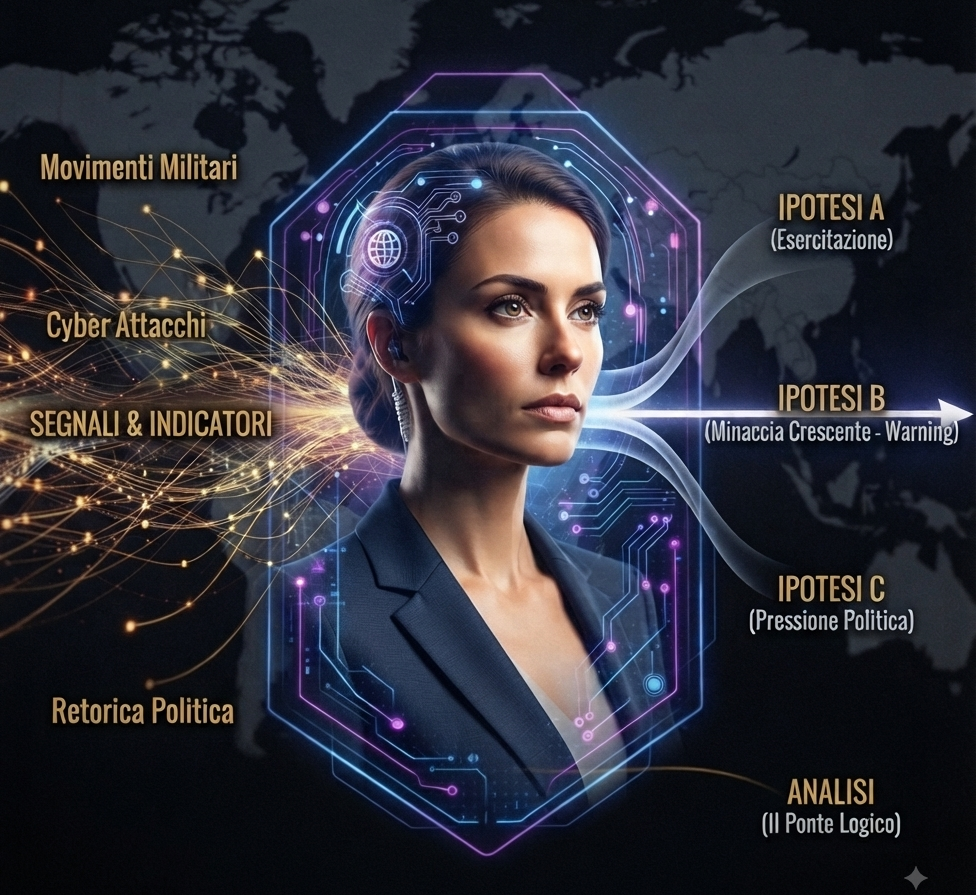 Movimenti Militari
Cyber Attacchi
SEGNALI & INDICATORI
Retorica Politica
IPOTESI A
(Esercitazione)
IPOTESI B
(Minaccia Crescente - Warning)
IPOTESI C
(Pressione Politica)
ANALISI
(Il Ponte Logico)